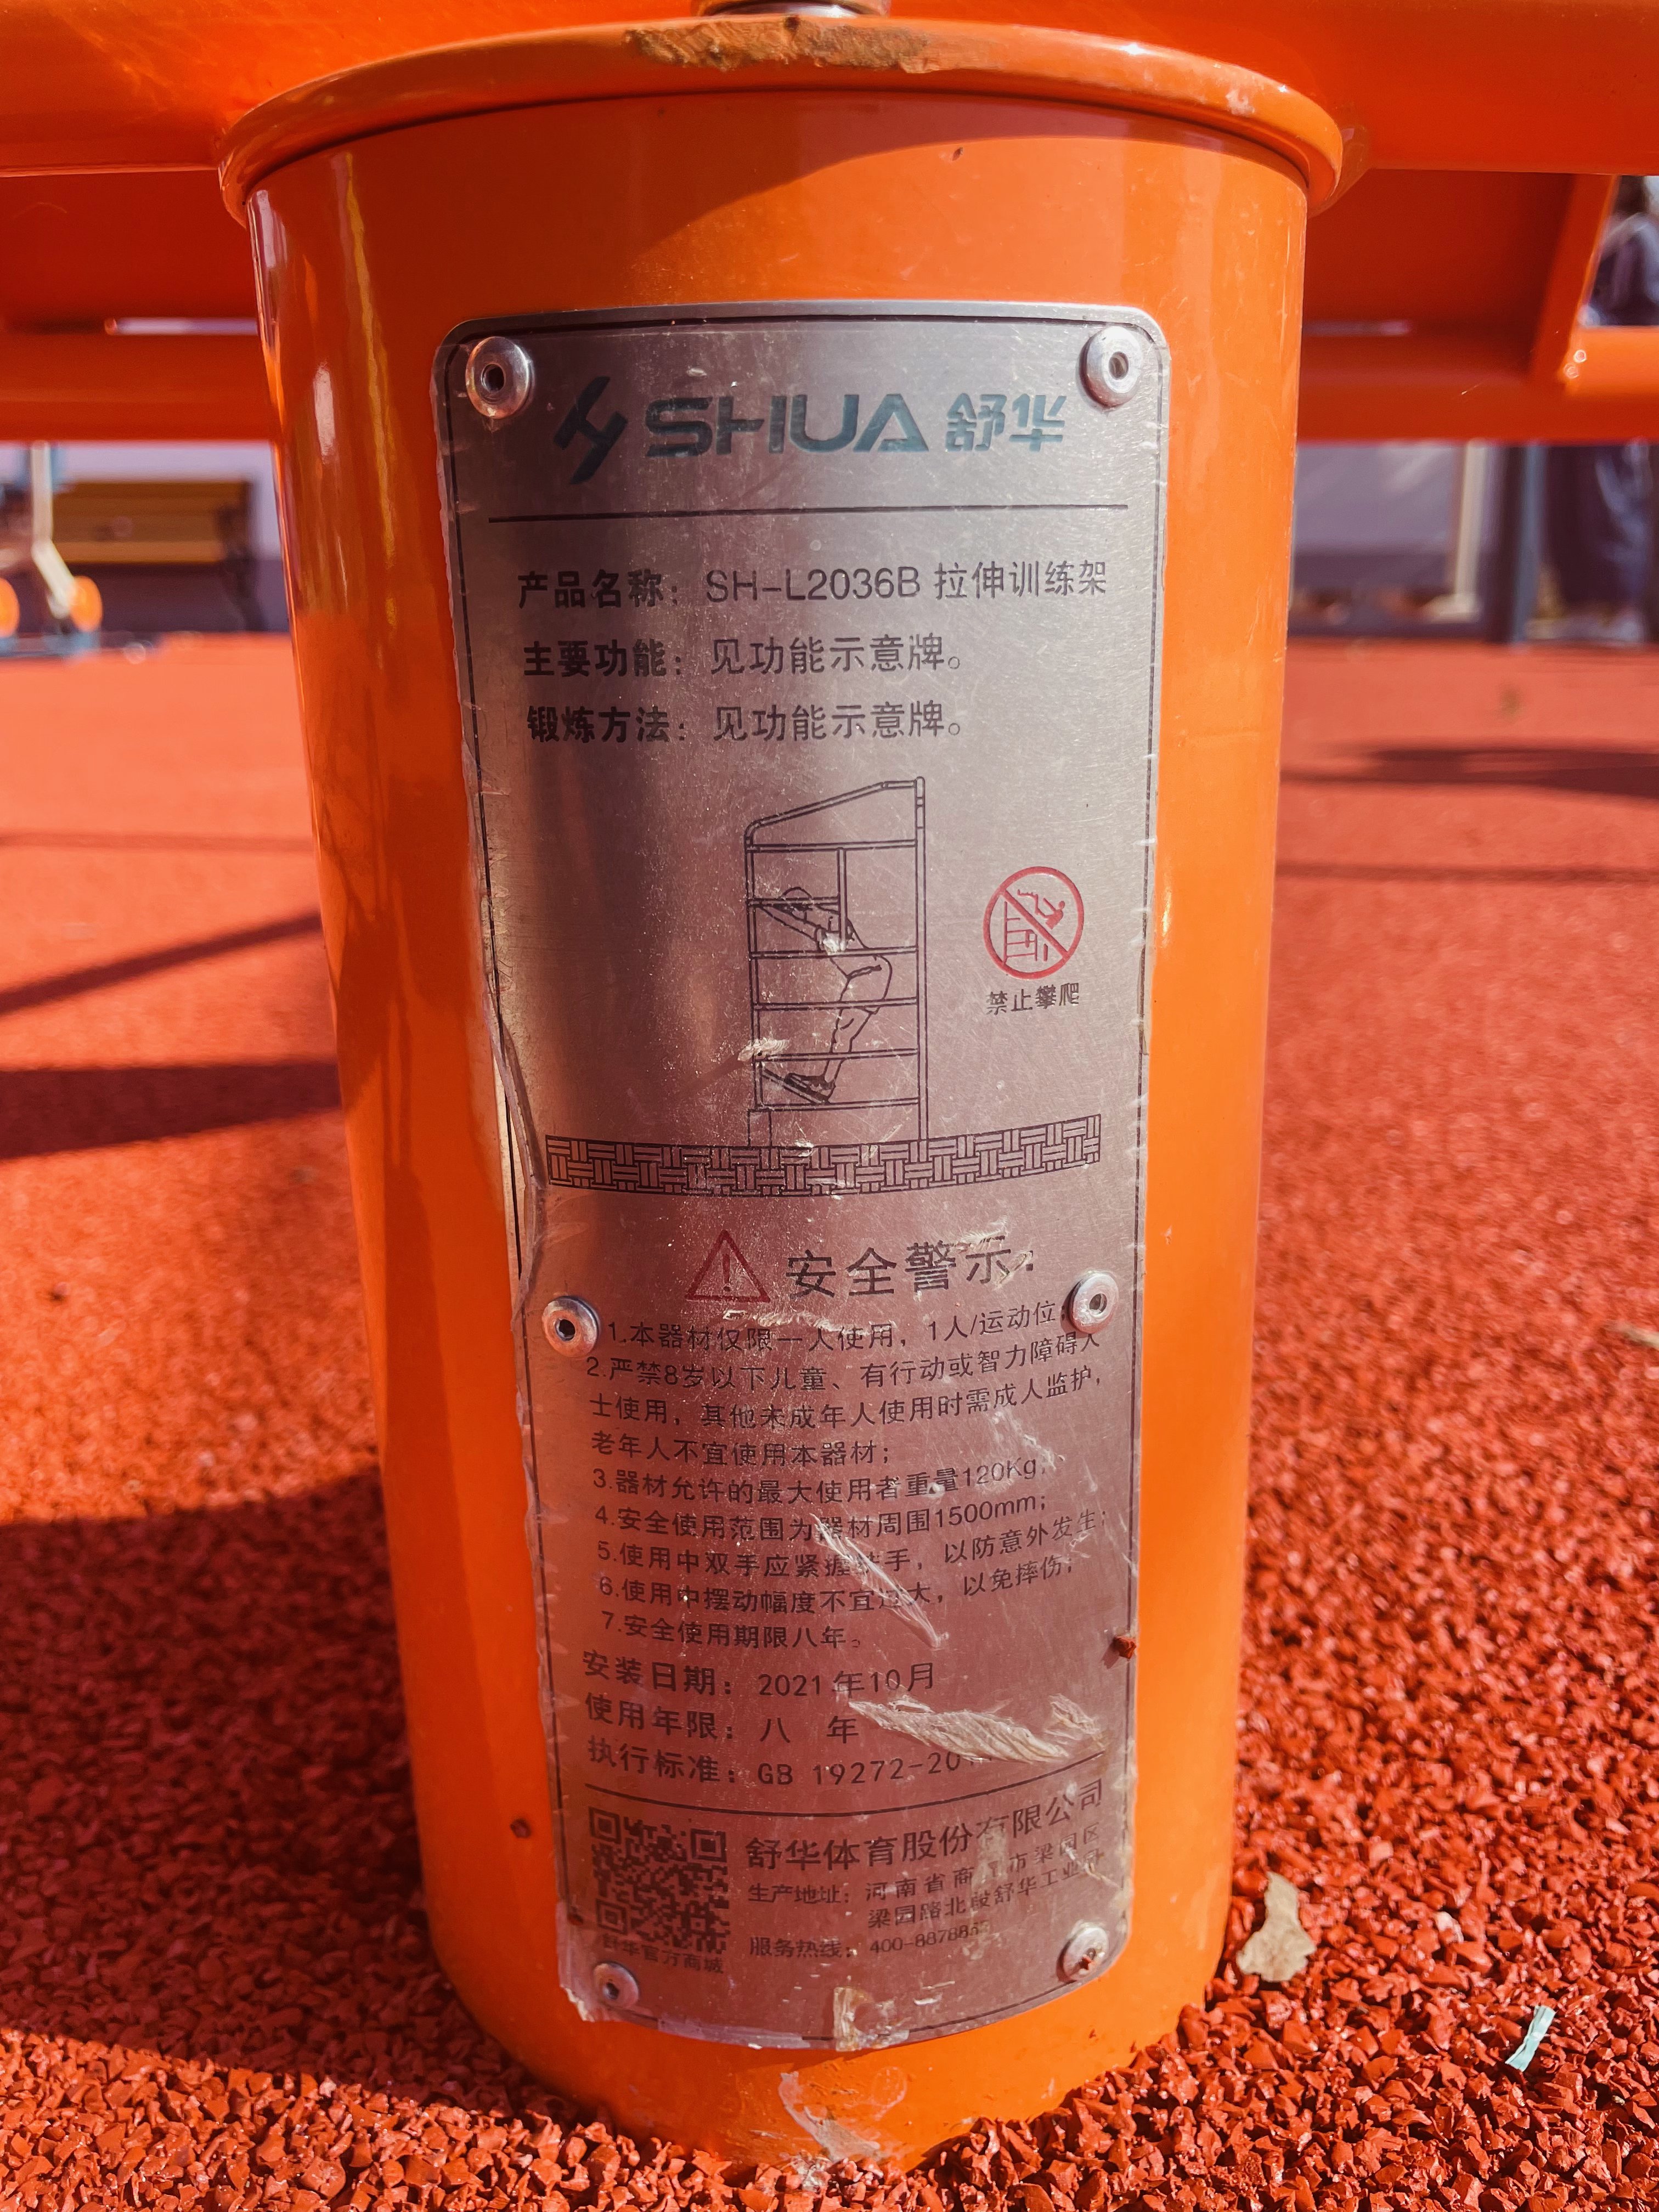 SHUA 舒华
产品名称：SH-L2036B 拉伸训练架
主要功能：见功能示意牌。
锻炼方法：见功能示意牌。
禁止攀爬
安全警示：
1.本器材仅限一人使用，1人/运动位；
2.严禁8岁以下儿童、有行动或智力障碍人
士使用，其他未成年人使用时需成人监护，
老年人不宜使用本器材；
3.器材允许的最大使用者重量120Kg；
4.安全使用范围为器材周围1500mm；
5.使用中双手应紧握扶手，以防意外发生；
6.使用中摆动幅度不宜过大，以免摔伤；
7.安全使用期限八年。
安装日期：2021年10月
使用年限：八 年
执行标准：GB 19272-20
舒华体育股份有限公司
生产地址：河南省商丘市梁园区
梁园路北段舒华工业园
服务热线：400-887885
舒华官方商城